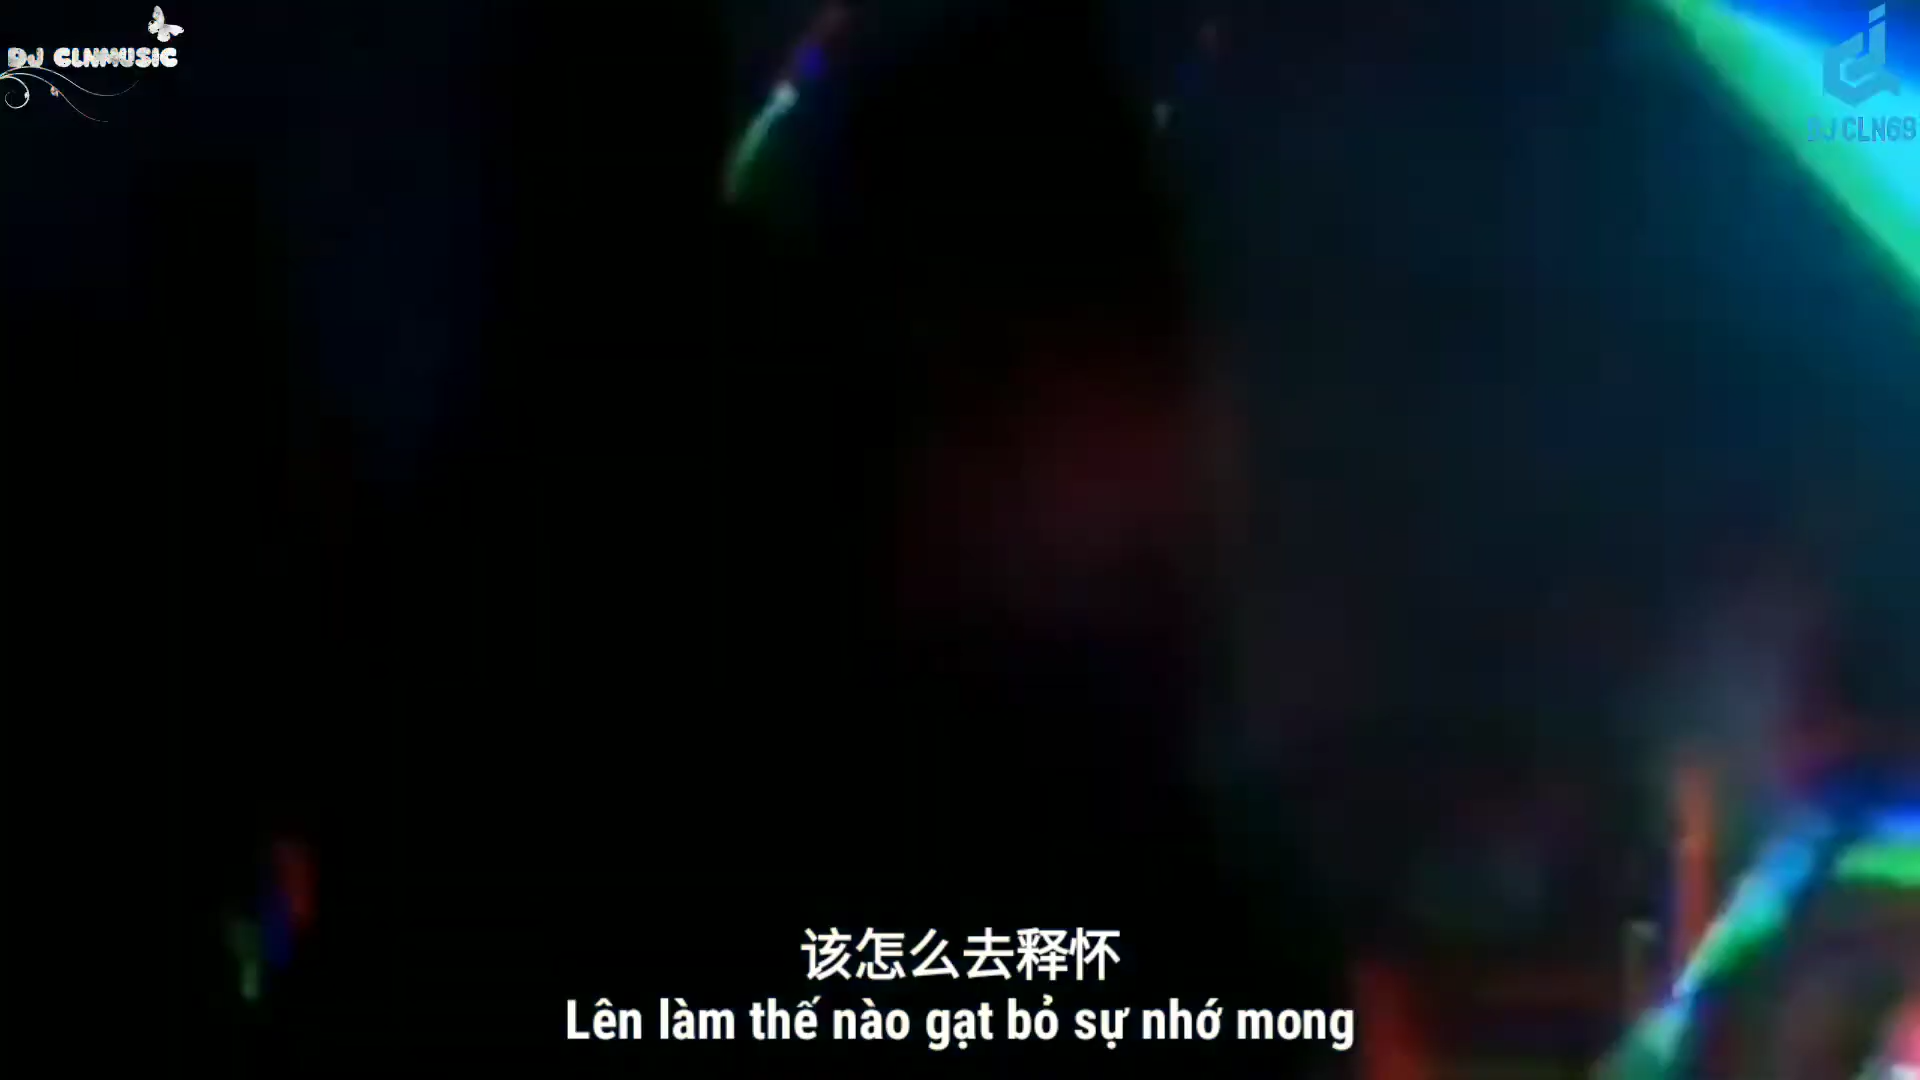 DJ CLNMUSIC
DJ CLN69
该怎么去释怀
Lên làm thế nào gạt bỏ sự nhớ mong